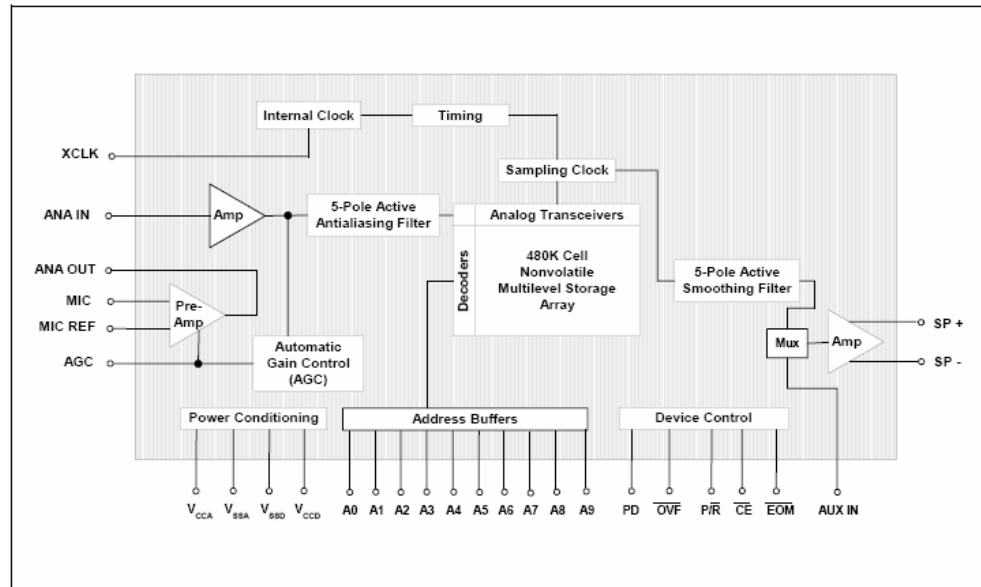 Internal Clock
Timing
XCLK
Sampling Clock
ANA IN
Amp
5-Pole Active
Antialiasing Filter
Analog Transceivers
Decoders
480K Cell
Nonvolatile
Multilevel Storage
Array
ANA OUT
MIC
Pre-
Amp
MIC REF
AGC
Automatic
Gain Control
(AGC)
5-Pole Active
Smoothing Filter
Mux
Amp
SP +
SP -
Power Conditioning
Address Buffers
Device Control
VCCA VSSA VSSD VCCD A0 A1 A2 A3 A4 A5 A6 A7 A8 A9 PD O̅V̅F̅ P/R̅ C̅E̅ E̅O̅M̅ AUX IN